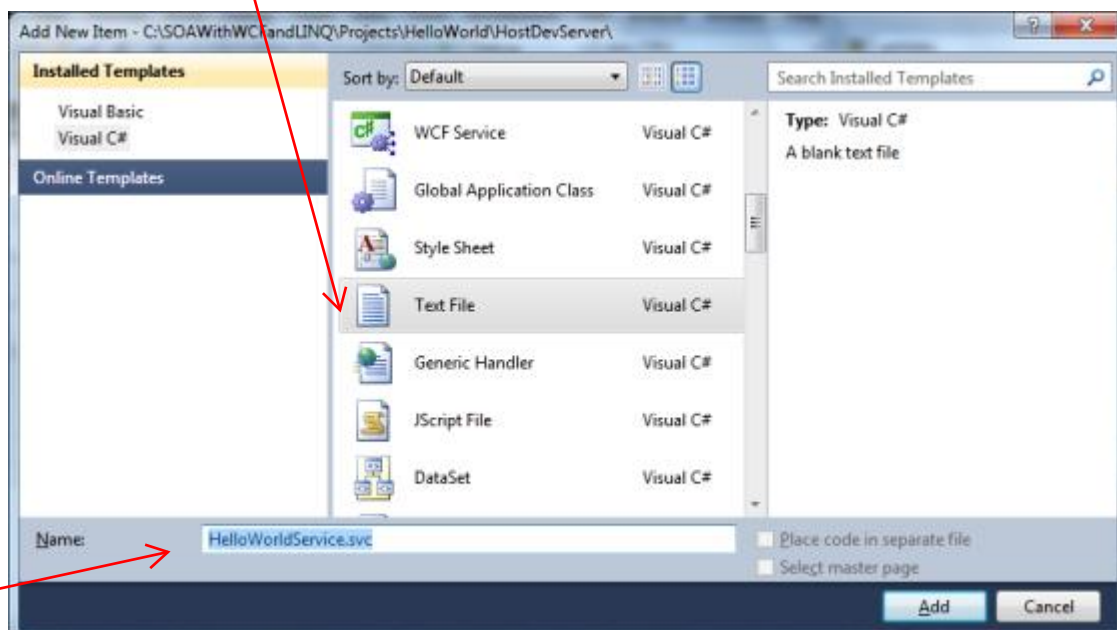 Add New Item - C:\SOAWithWCFandLINQ\Projects\HelloWorld\HostDevServer\
Installed Templates
Visual Basic
Visual C#
Online Templates
Sort by: Default
WCF Service Visual C#
Global Application Class Visual C#
Style Sheet Visual C#
Text File Visual C#
Generic Handler Visual C#
JScript File Visual C#
DataSet Visual C#
Search Installed Templates
Type: Visual C#
A blank text file
Name: HelloWorldService.svc
Place code in separate file
Select master page
Add Cancel